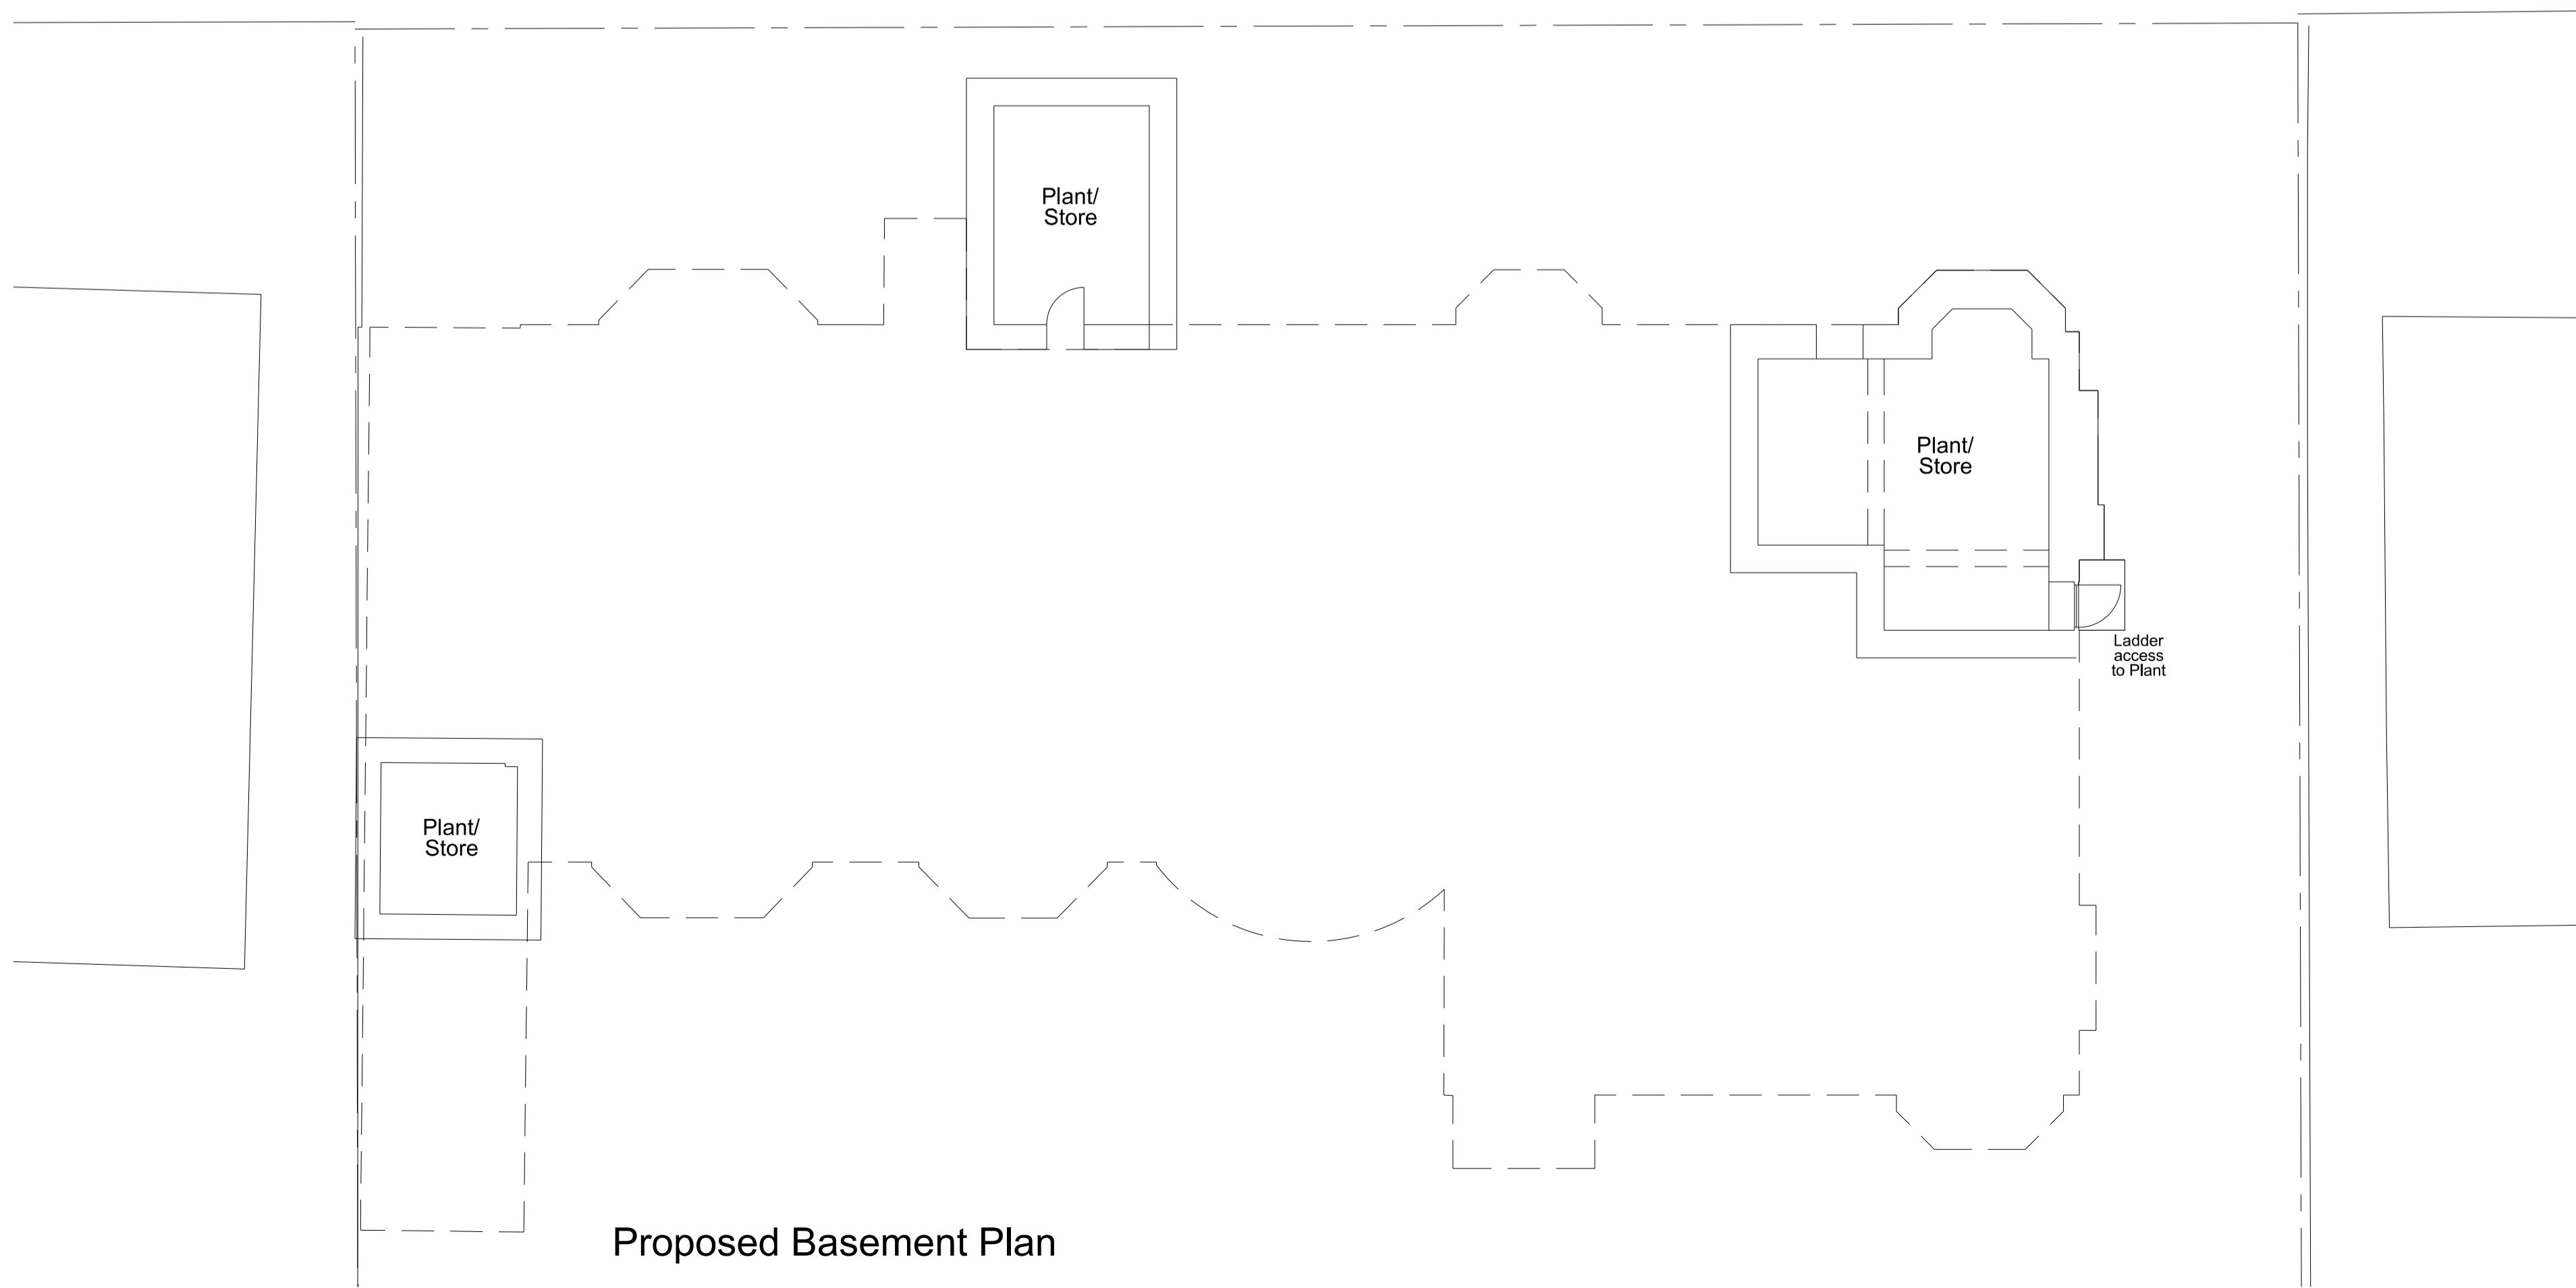 Plant/
Store
Plant/
Store
Ladder
access
to Plant
Plant/
Store
Proposed Basement Plan